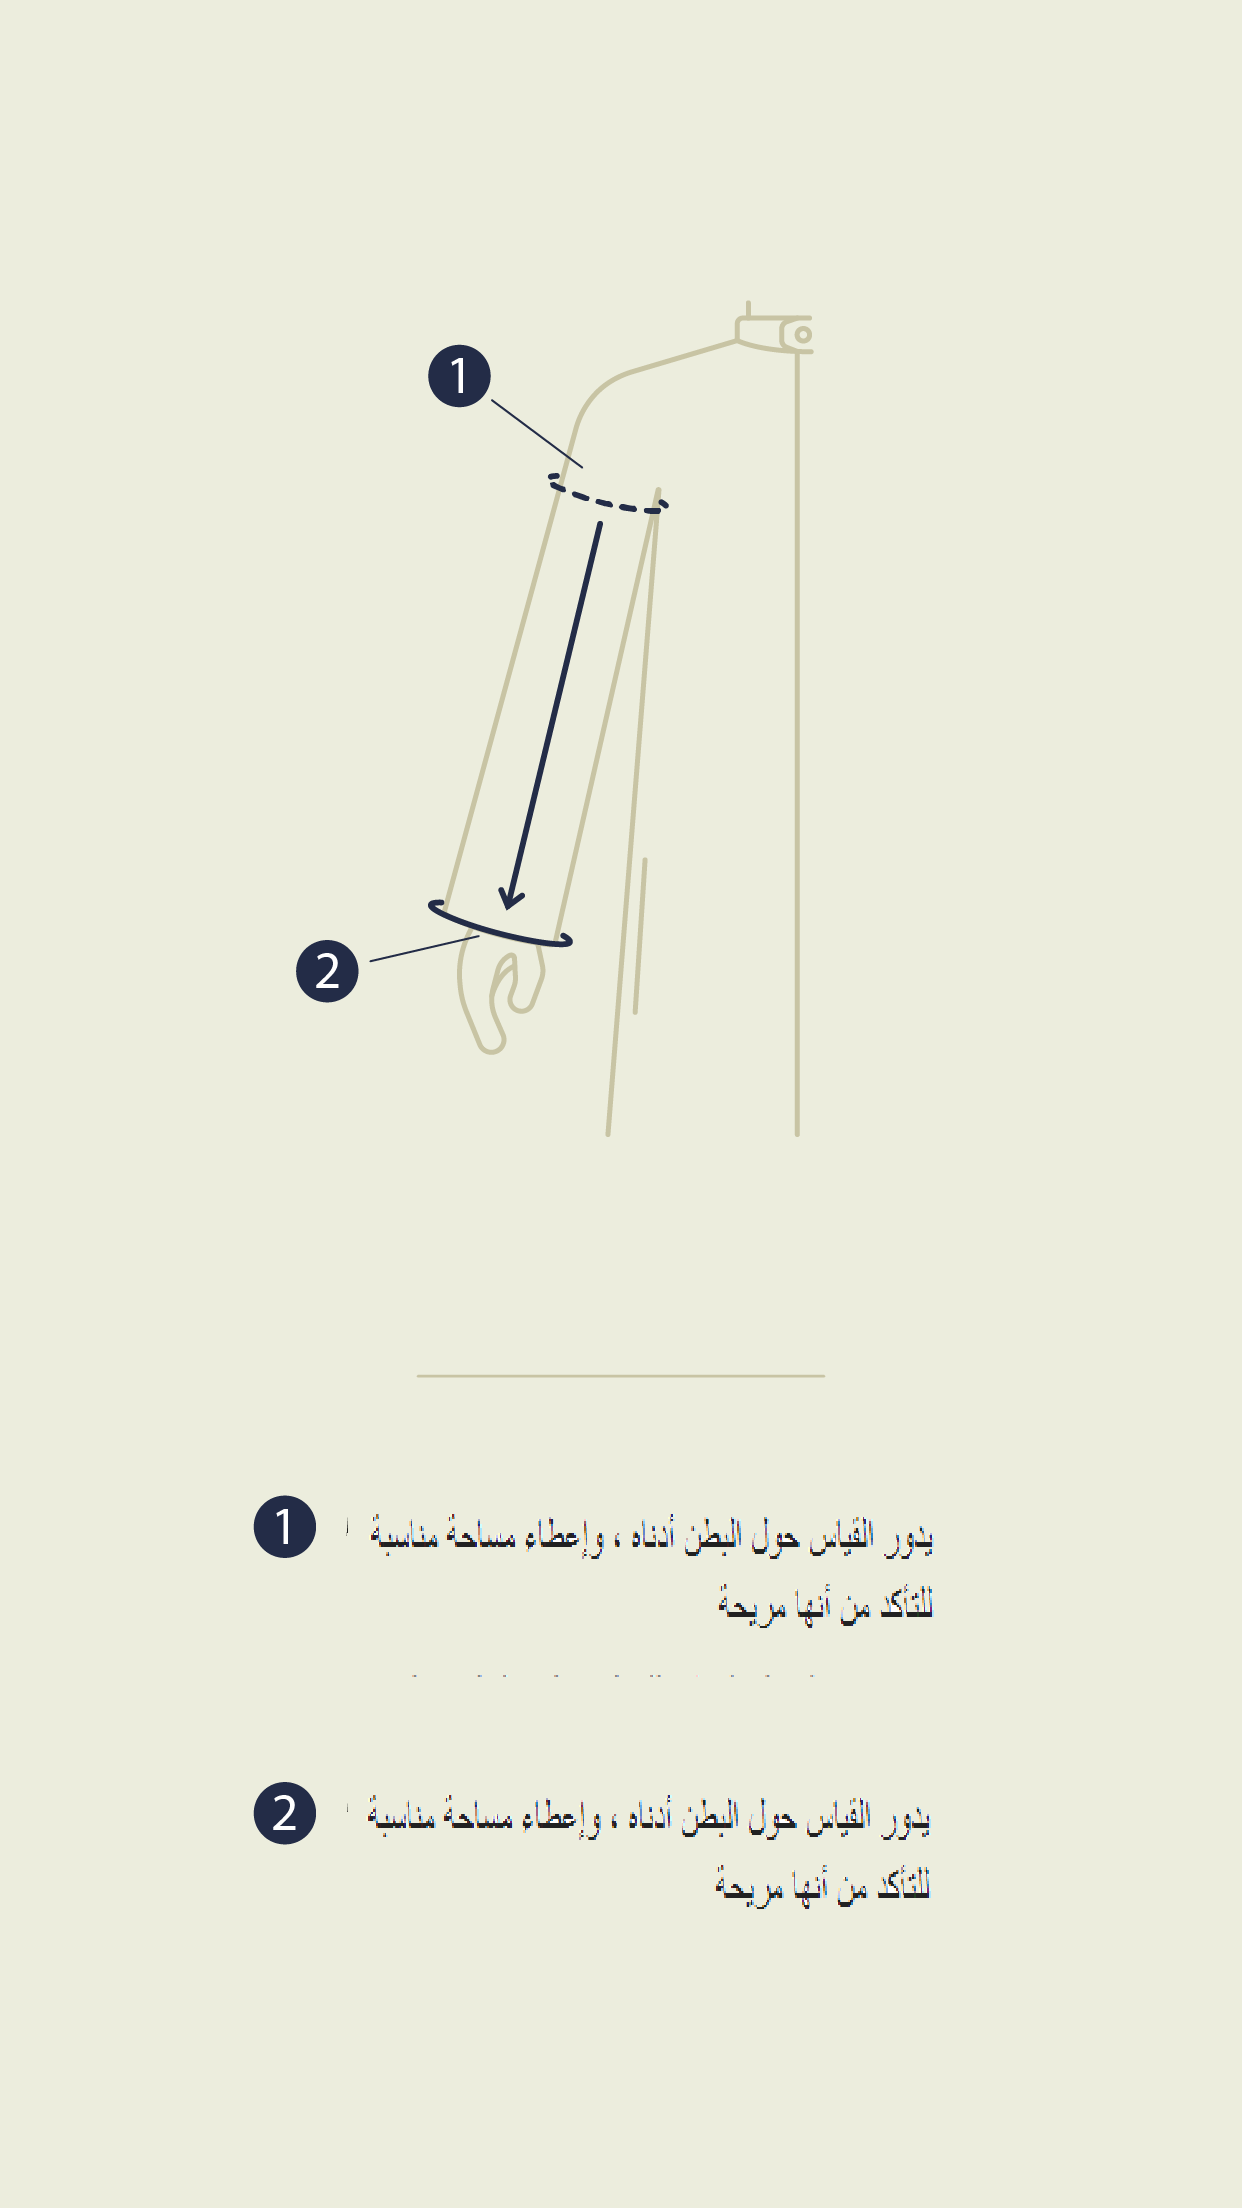 1
2
1 يدور القياس حول البطن أدناه ، وإعطاء مساحة مناسبة
للتأكد من أنها مريحة
2 يدور القياس حول البطن أدناه ، وإعطاء مساحة مناسبة
للتأكد من أنها مريحة